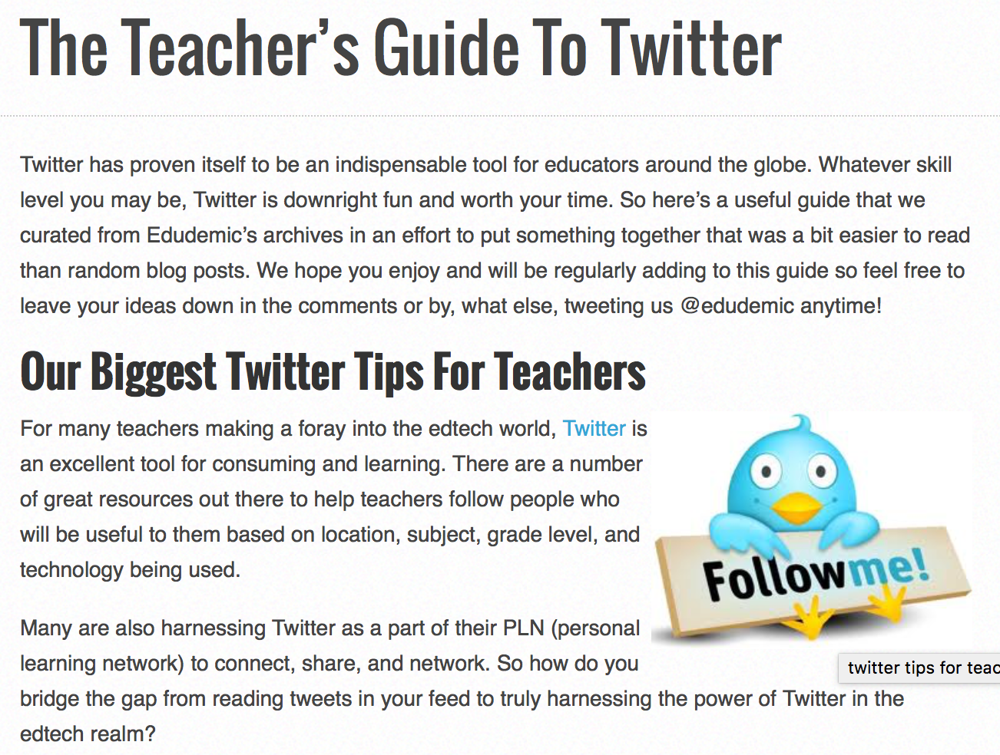 The Teacher’s Guide To Twitter
Twitter has proven itself to be an indispensable tool for educators around the globe. Whatever skill
level you may be, Twitter is downright fun and worth your time. So here’s a useful guide that we
curated from Edudemic’s archives in an effort to put something together that was a bit easier to read
than random blog posts. We hope you enjoy and will be regularly adding to this guide so feel free to
leave your ideas down in the comments or by, what else, tweeting us @edudemic anytime!
Our Biggest Twitter Tips For Teachers
For many teachers making a foray into the edtech world, Twitter is
an excellent tool for consuming and learning. There are a number
of great resources out there to help teachers follow people who
will be useful to them based on location, subject, grade level, and
technology being used.
Followme!
Many are also harnessing Twitter as a part of their PLN (personal
learning network) to connect, share, and network. So how do you
twitter tips for teac
bridge the gap from reading tweets in your feed to truly harnessing the power of Twitter in the
edtech realm?